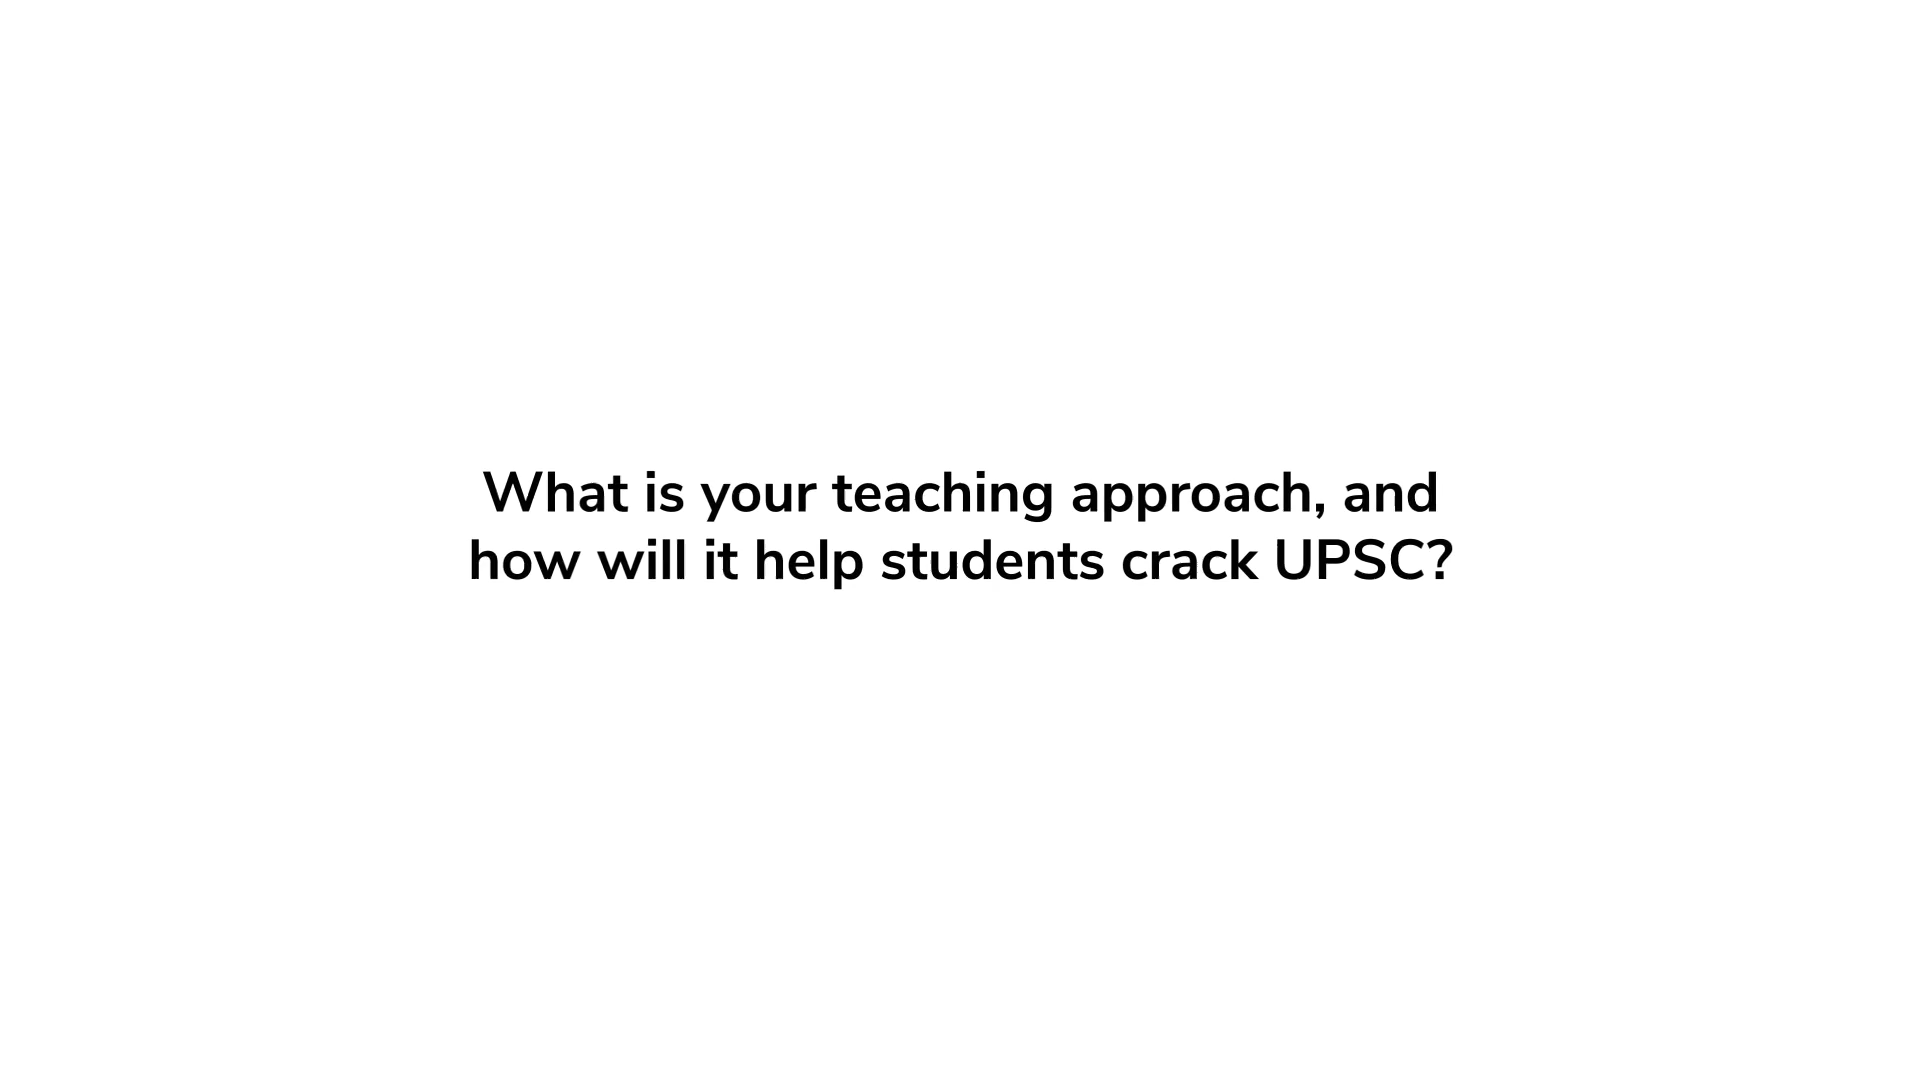 What is your teaching approach, and
how will it help students crack UPSC?